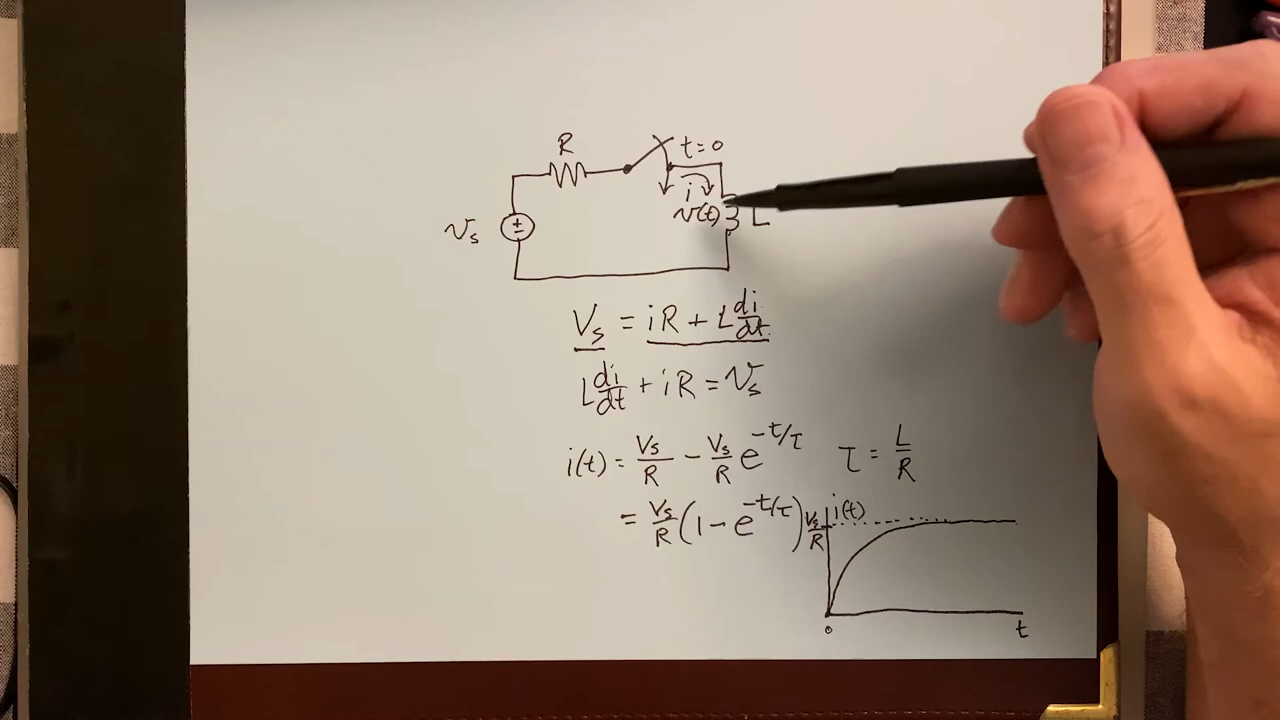 R
t=0
i
v(t)
L
Vs
±
Vs = iR + L di/dt
L di/dt + iR = Vs
i(t) = Vs/R - Vs/R e^-t/τ τ = L/R
= Vs/R (1 - e^-t/τ)
Vs/R
i(t)
0
t